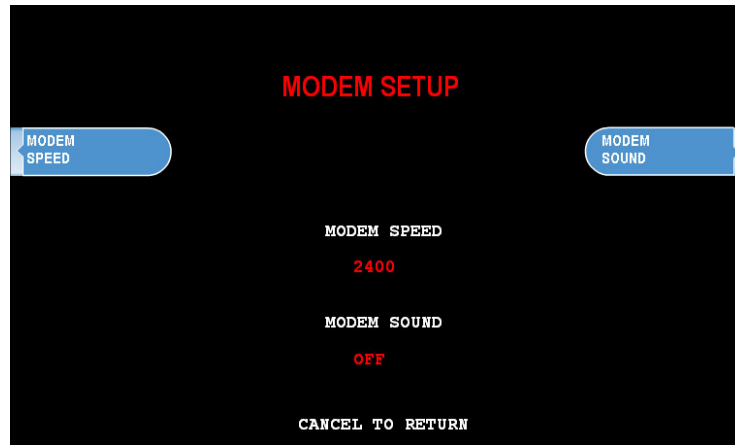 MODEM SETUP
MODEM
SPEED
MODEM
SOUND
MODEM SPEED
2400
MODEM SOUND
OFF
CANCEL TO RETURN